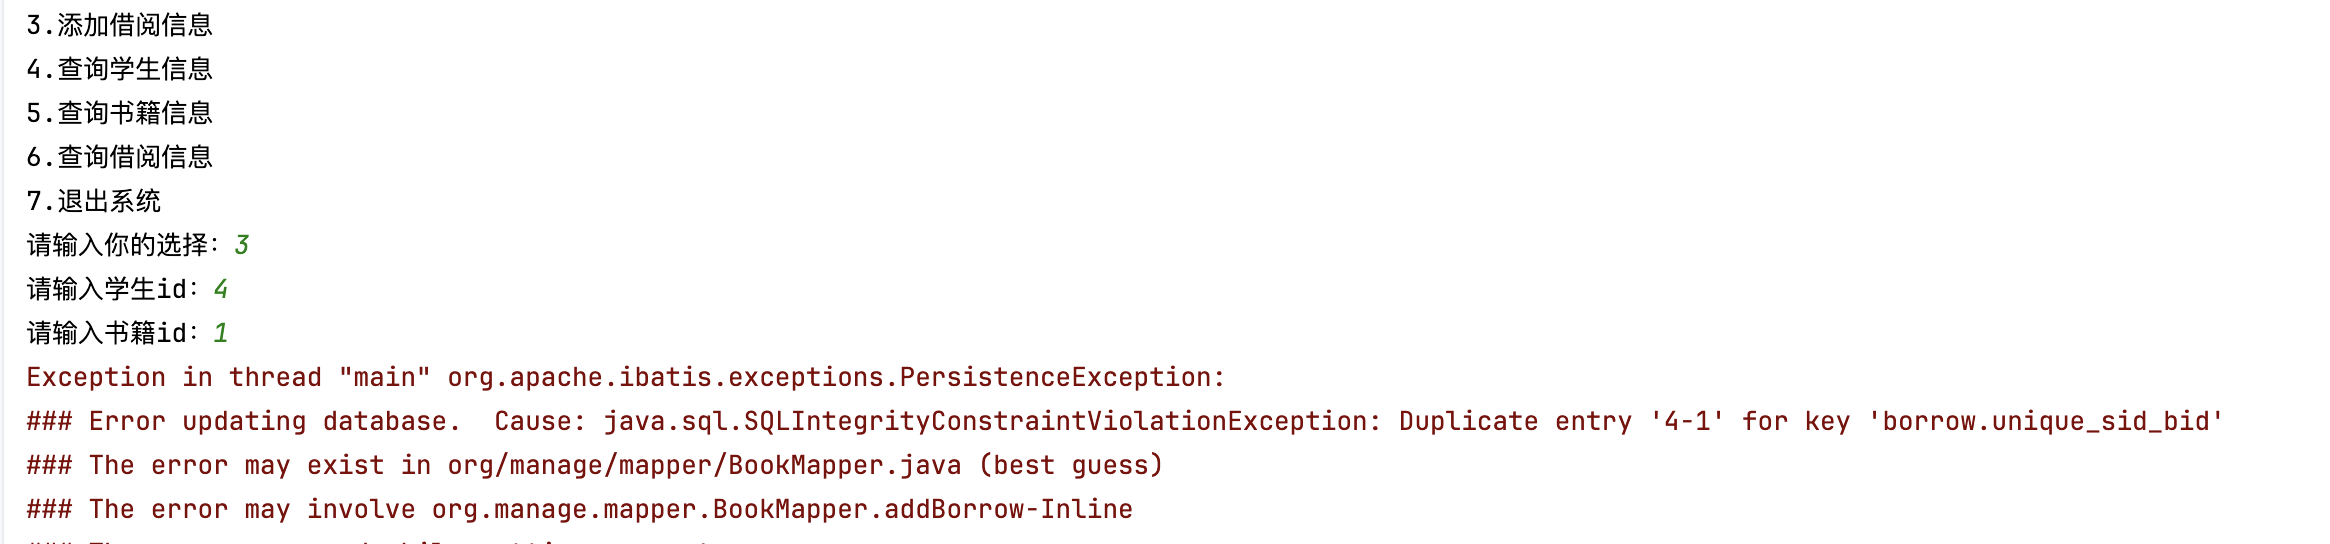 3.添加借阅信息
4.查询学生信息
5.查询书籍信息
6.查询借阅信息
7.退出系统
请输入你的选择：3
请输入学生id：4
请输入书籍id：1
Exception in thread "main" org.apache.ibatis.exceptions.PersistenceException:
### Error updating database.  Cause: java.sql.SQLIntegrityConstraintViolationException: Duplicate entry '4-1' for key 'borrow.unique_sid_bid'
### The error may exist in org/manage/mapper/BookMapper.java (best guess)
### The error may involve org.manage.mapper.BookMapper.addBorrow-Inline